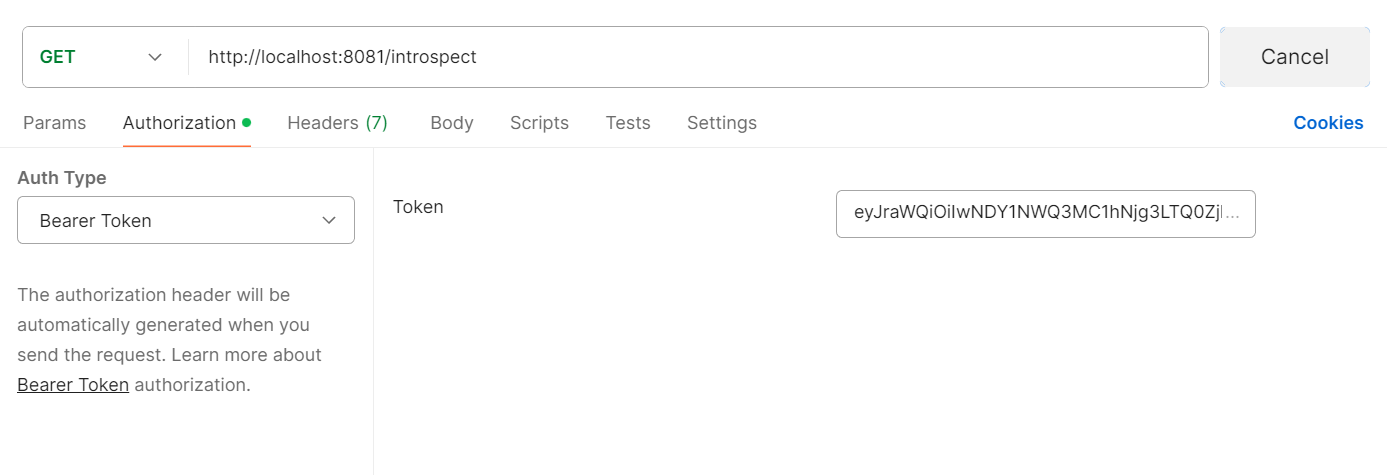 GET http://localhost:8081/introspect Cancel
Params Authorization Headers (7) Body Scripts Tests Settings Cookies
Auth Type
Bearer Token
The authorization header will be
automatically generated when you
send the request. Learn more about
Bearer Token authorization.
Token eyJraWQiOiIwNDY1NWQ3MC1hNjg3LTQ0Zj...